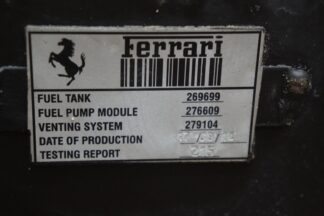 Ferrari
FUEL TANK 269699
FUEL PUMP MODULE 276609
VENTING SYSTEM 279104
DATE OF PRODUCTION
TESTING REPORT